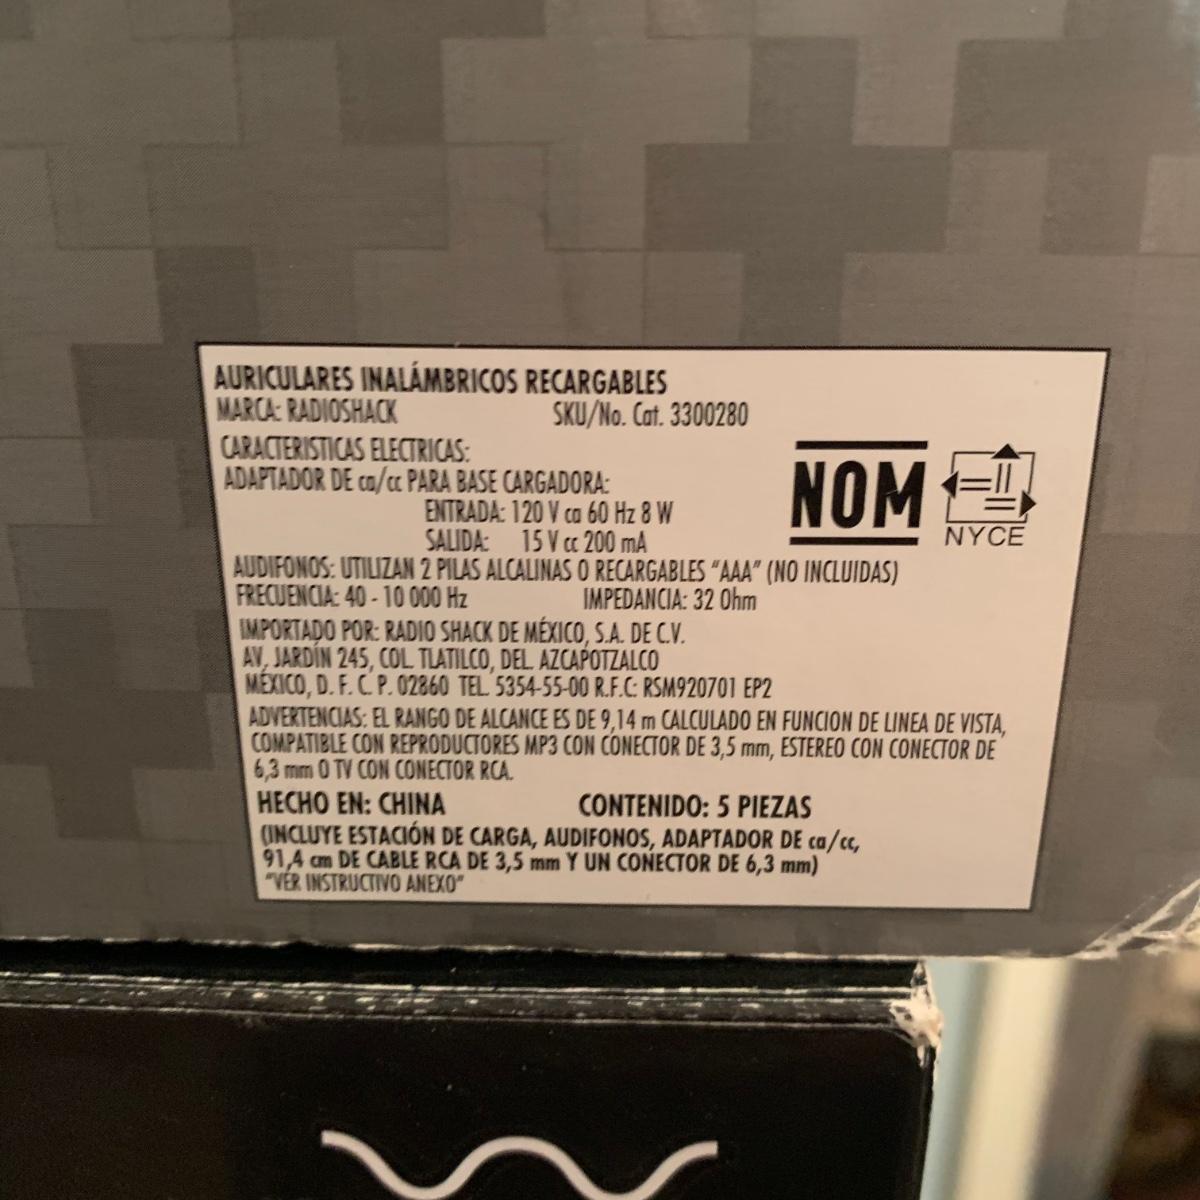 AURICULARES INALÁMBRICOS RECARGABLES
MARCA: RADIOSHACK SKU/No. Cat. 3300280
CARACTERISTICAS ELECTRICAS:
ADAPTADOR DE ca/cc PARA BASE CARGADORA:
ENTRADA: 120 V ca 60 Hz 8 W
SALIDA: 15 V cc 200 mA
NOM
NYCE
AUDIFONOS: UTILIZAN 2 PILAS ALCALINAS O RECARGABLES "AAA" (NO INCLUIDAS)
FRECUENCIA: 40 - 10 000 Hz IMPEDANCIA: 32 Ohm
IMPORTADO POR: RADIO SHACK DE MÉXICO, S.A. DE C.V.
AV, JARDÍN 245, COL. TLATILCO, DEL. AZCAPOTZALCO
MÉXICO, D. F. C. P. 02860 TEL. 5354-55-00 R.F.C: RSM920701 EP2
ADVERTENCIAS: EL RANGO DE ALCANCE ES DE 9,14 m CALCULADO EN FUNCION DE LINEA DE VISTA,
COMPATIBLE CON REPRODUCTORES MP3 CON CONECTOR DE 3,5 mm, ESTEREO CON CONECTOR DE
6,3 mm O TV CON CONECTOR RCA.
HECHO EN: CHINA CONTENIDO: 5 PIEZAS
(INCLUYE ESTACIÓN DE CARGA, AUDIFONOS, ADAPTADOR DE ca/cc,
91,4 cm DE CABLE RCA DE 3,5 mm Y UN CONECTOR DE 6,3 mm)
"VER INSTRUCTIVO ANEXO"